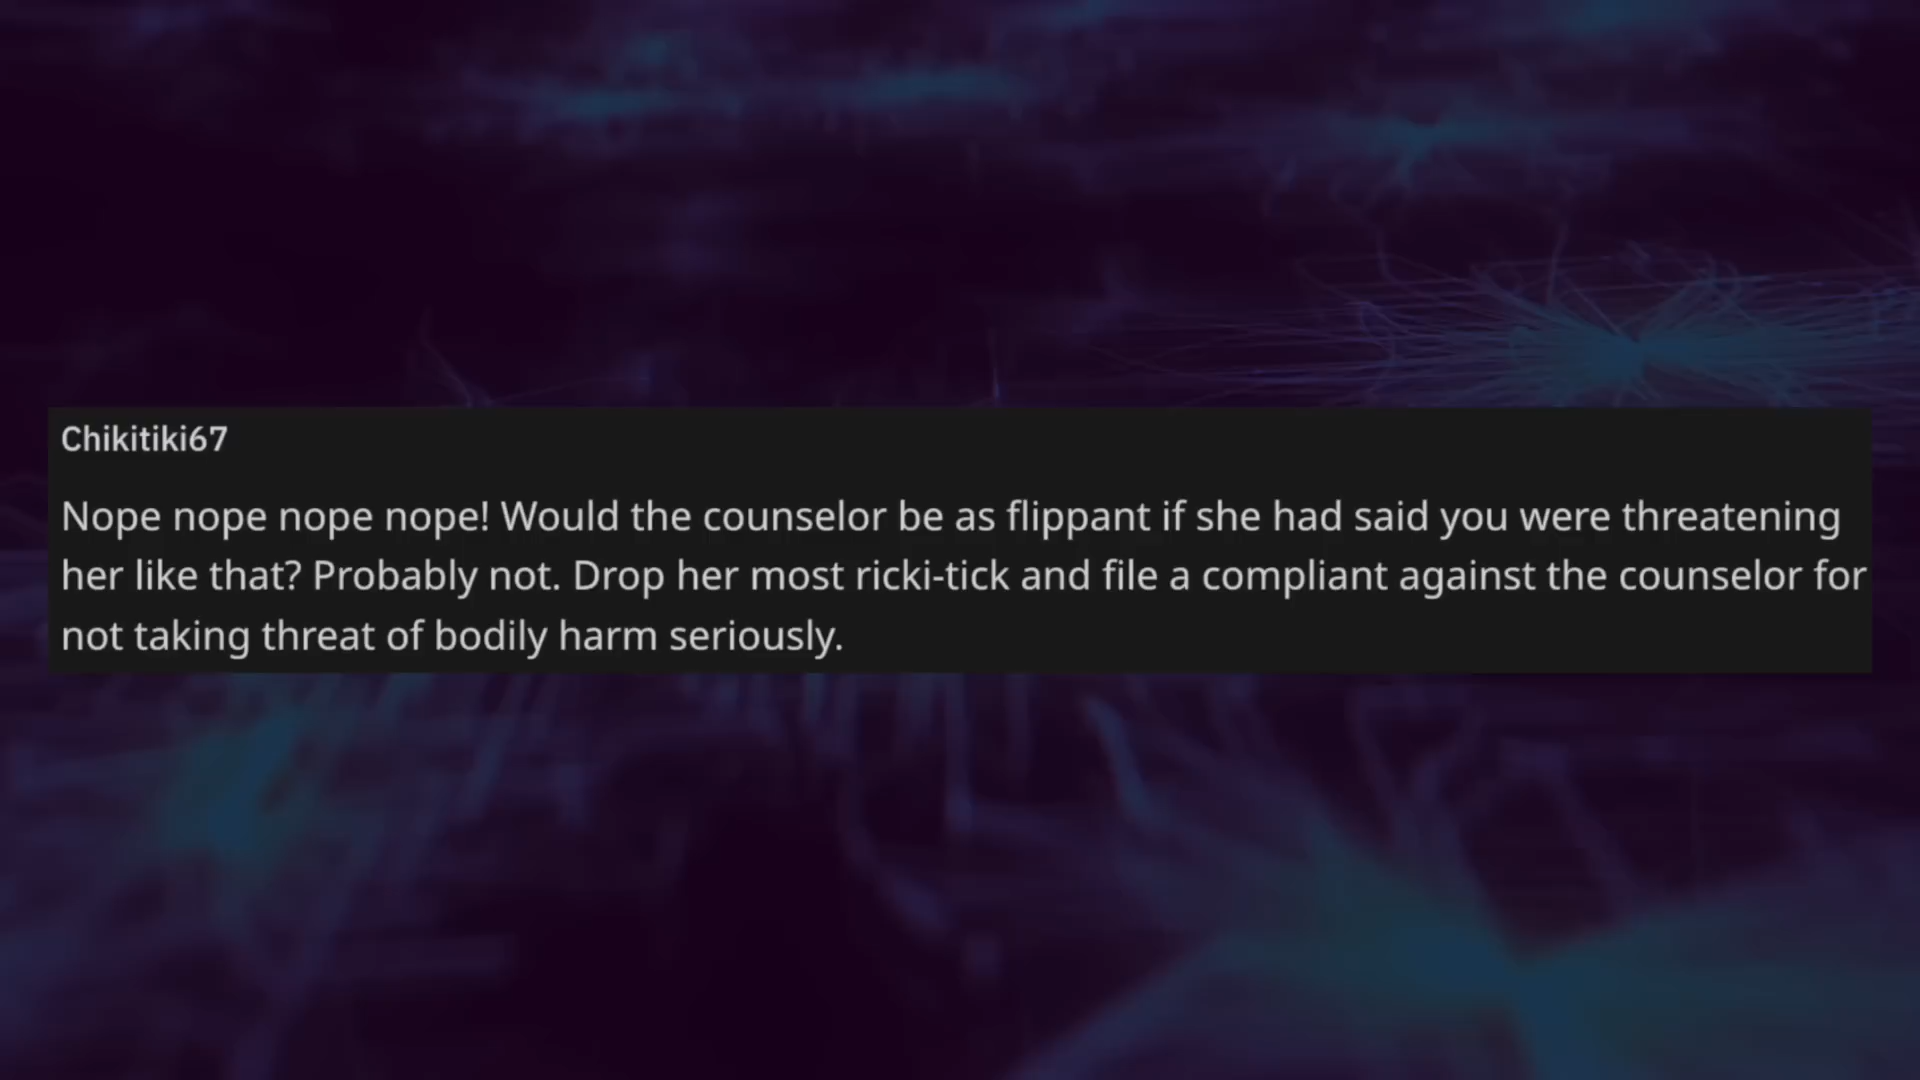 Chikitiki67
Nope nope nope nope! Would the counselor be as flippant if she had said you were threatening
her like that? Probably not. Drop her most ricki-tick and file a compliant against the counselor for
not taking threat of bodily harm seriously.